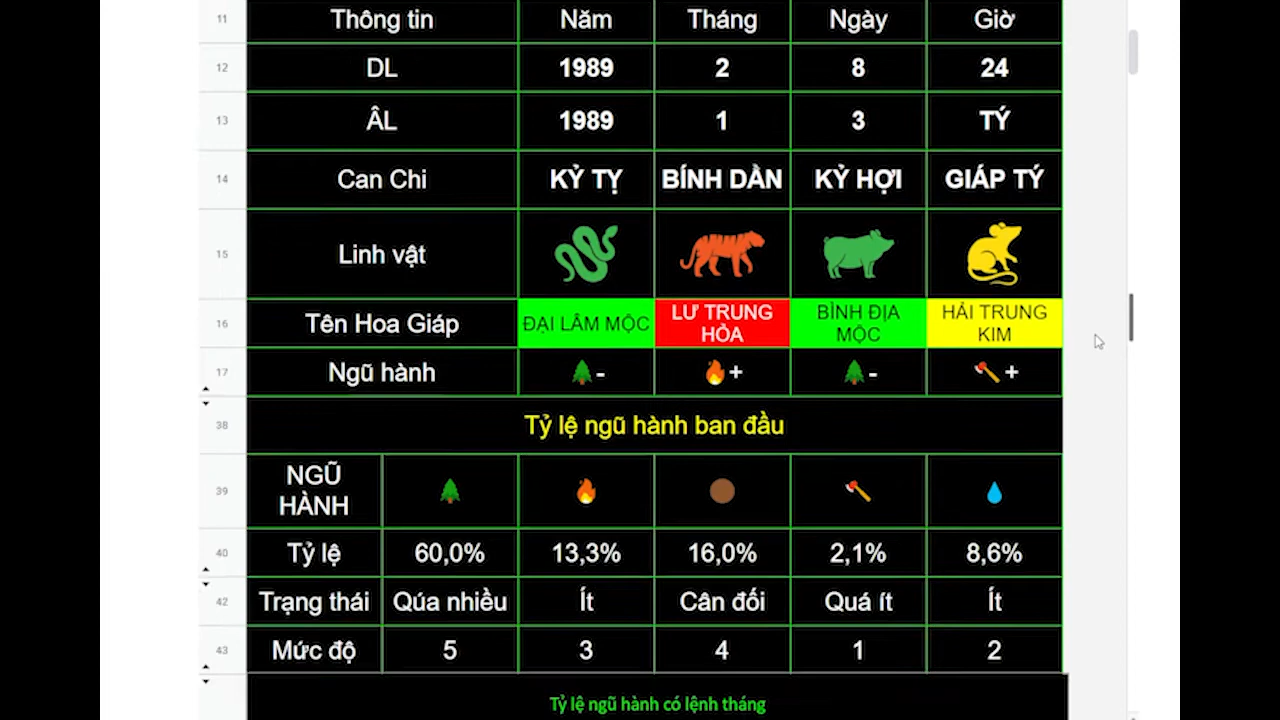 11 Thông tin Năm Tháng Ngày Giờ
12 DL 1989 2 8 24
13 ÂL 1989 1 3 TÝ
14 Can Chi KỶ TỴ BÍNH DẦN KỶ HỢI GIÁP TÝ
15 Linh vật
16 Tên Hoa Giáp ĐẠI LÂM MỘC LƯ TRUNG HỎA BÌNH ĐỊA MỘC HẢI TRUNG KIM
17 Ngũ hành - + - +
38 Tỷ lệ ngũ hành ban đầu
39 NGŨ HÀNH
40 Tỷ lệ 60,0% 13,3% 16,0% 2,1% 8,6%
42 Trạng thái Qúa nhiều Ít Cân đối Quá ít Ít
43 Mức độ 5 3 4 1 2
Tỷ lệ ngũ hành có lệnh tháng